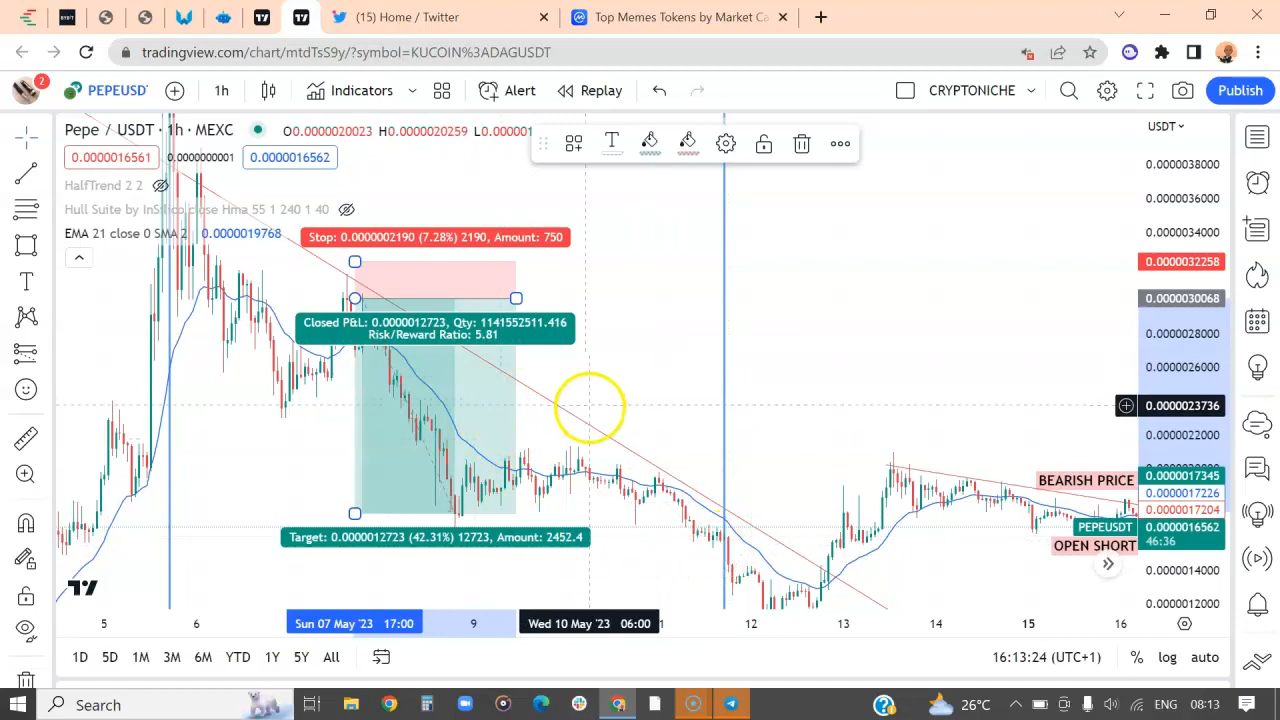 (15) Home / Twitter
Top Memes Tokens by Market Ca
tradingview.com/chart/mtdTsS9y/?symbol=KUCOIN%3ADAGUSDT
2
PEPEUSD
1h
Indicators
Alert
Replay
CRYPTONICHE
Publish
Pepe / USDT · 1h · MEXC
O0.0000020023 H0.0000020259 L0.000001
USDT
0.0000016561
0.0000000001
0.0000016562
HalfTrend 2 2
Hull Suite by InSilico close Hma 55 1 240 1 40
EMA 21 close 0 SMA 2 0.0000019768
Stop: 0.0000002190 (7.28%) 2190, Amount: 750
Closed P&L: 0.0000012723, Qty: 1141552511.416
Risk/Reward Ratio: 5.81
Target: 0.0000012723 (42.31%) 12723, Amount: 2452.4
BEARISH PRICE
OPEN SHORT
0.0000038000
0.0000036000
0.0000034000
0.0000032258
0.0000030068
0.0000028000
0.0000026000
0.0000023736
0.0000022000
0.0000017345
0.0000017226
0.0000017204
PEPEUSDT
0.0000016562
46:36
0.0000014000
0.0000012000
5
6
Sun 07 May '23 17:00
9
Wed 10 May '23 06:00
1
12
13
14
15
16
1D
5D
1M
3M
6M
YTD
1Y
5Y
All
16:13:24 (UTC+1)
%
log
auto
Search
26°C
ENG
08:13